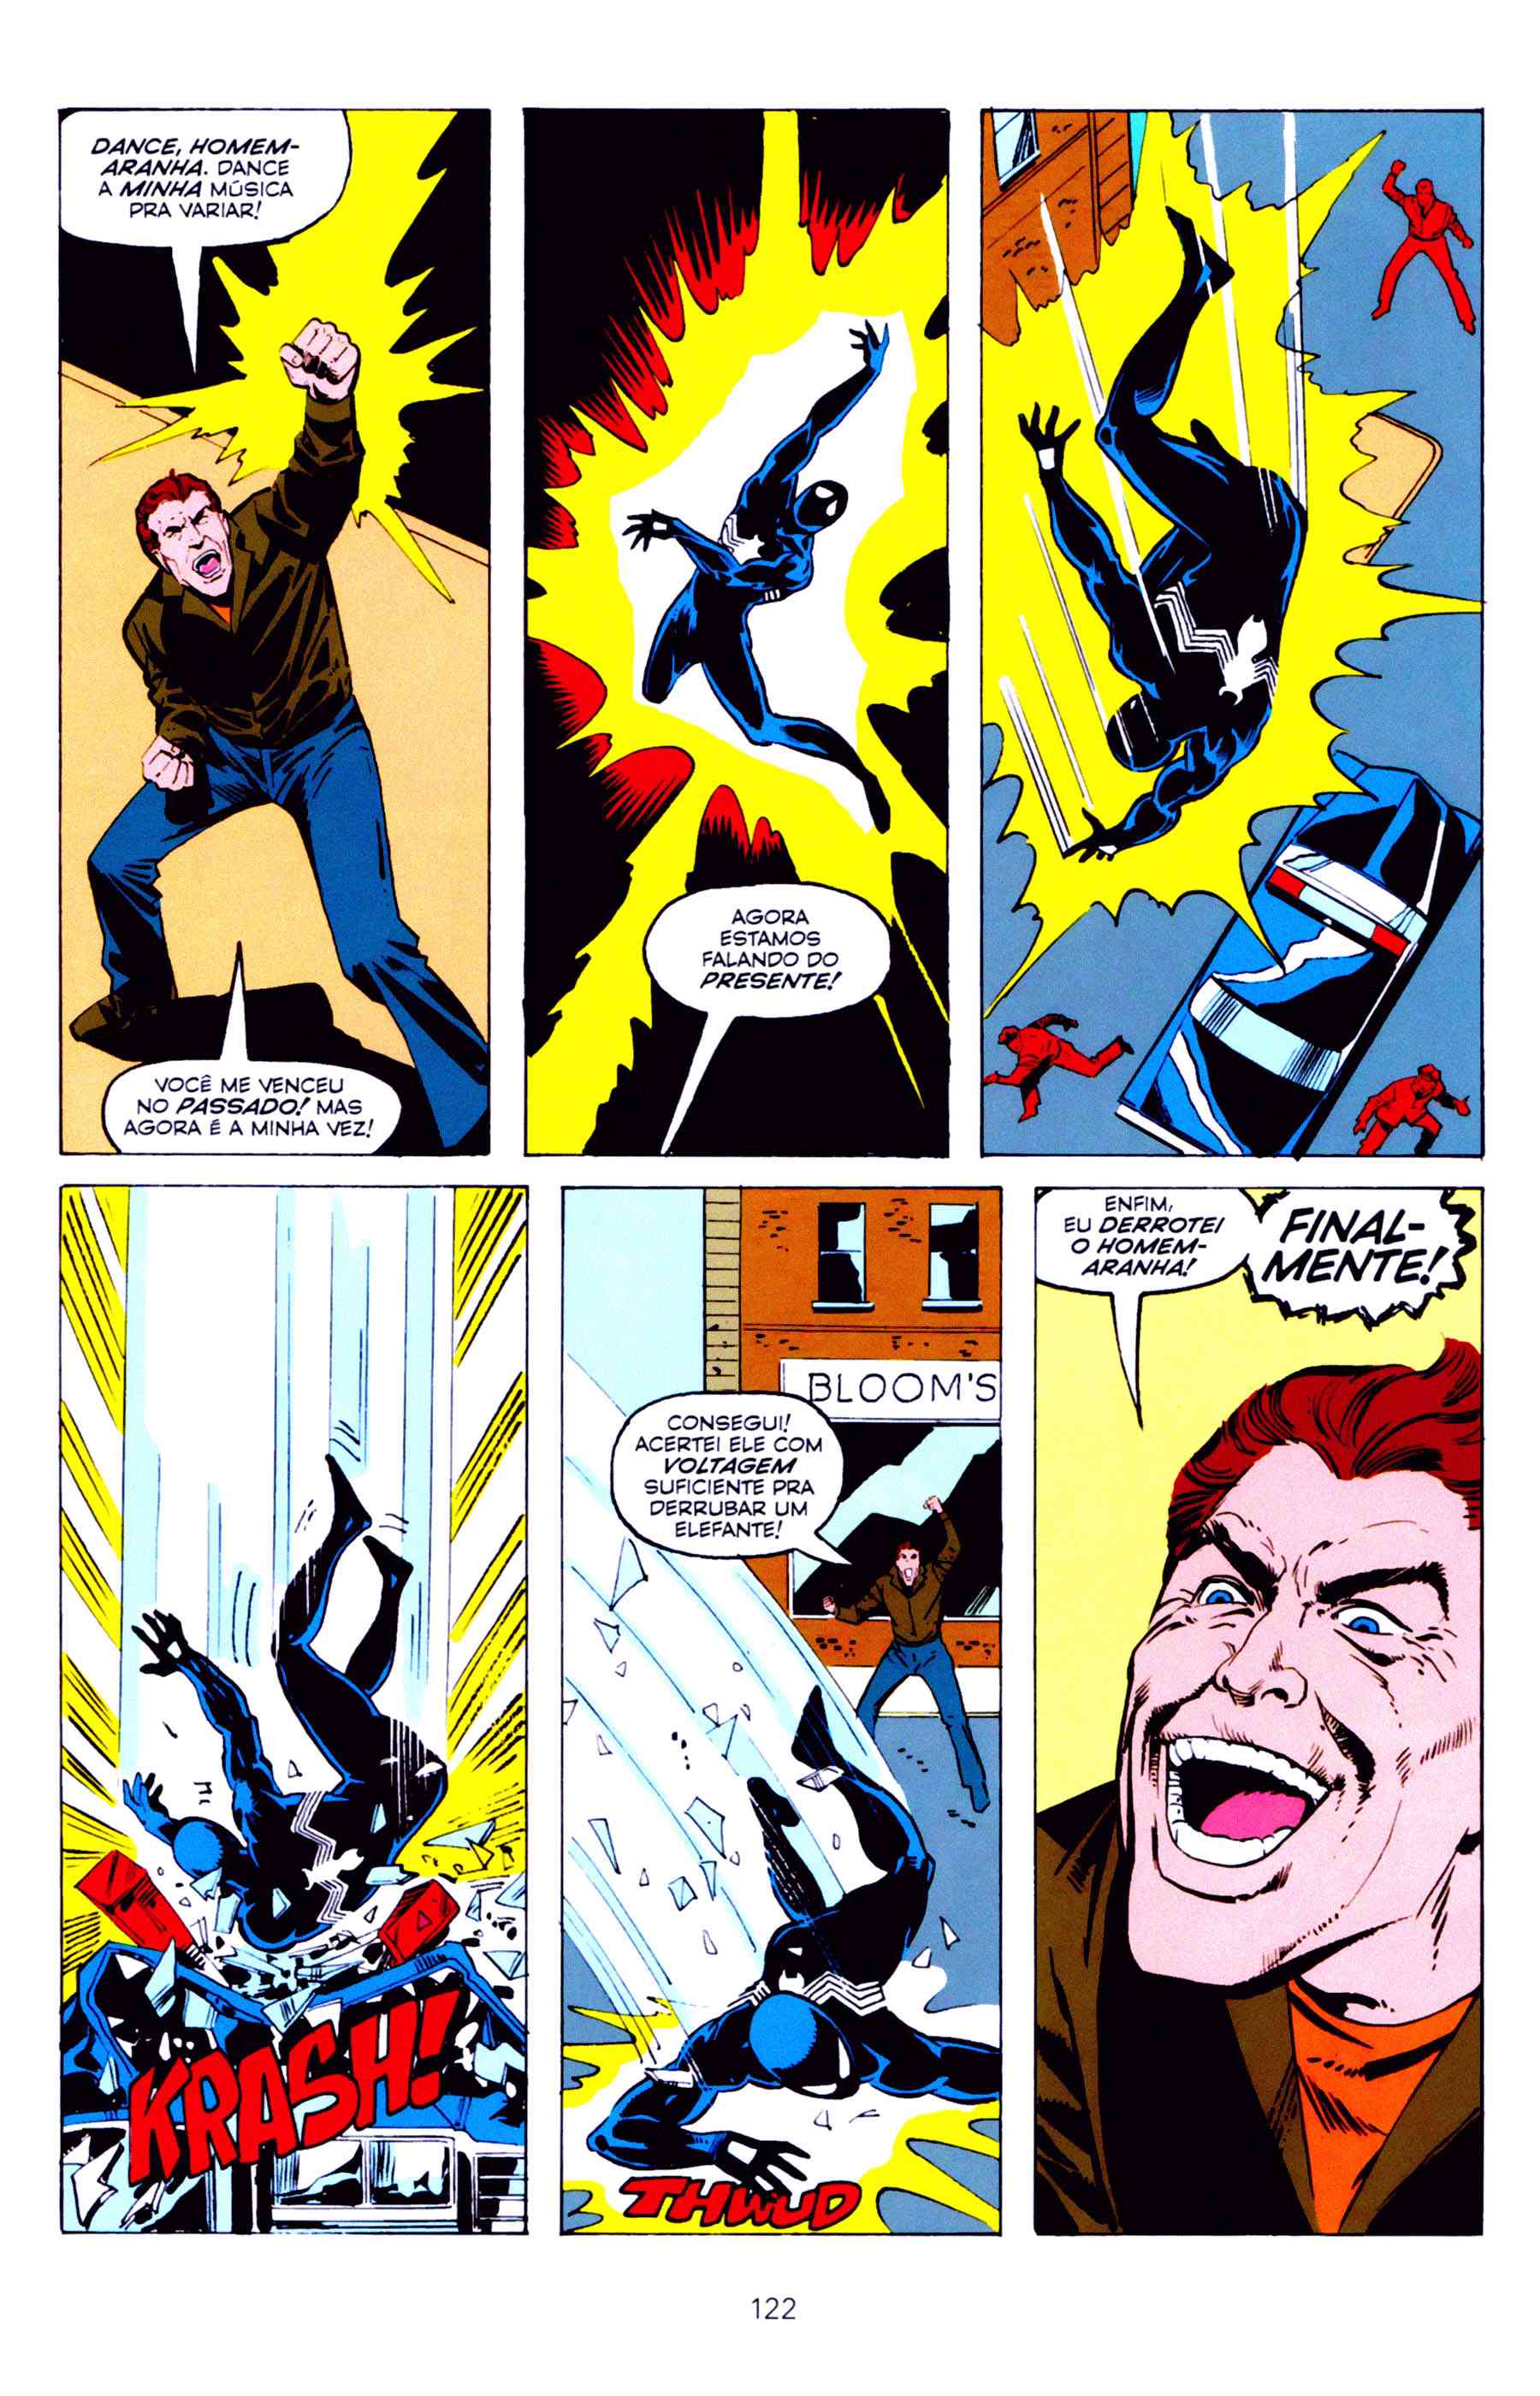 DANCE, HOMEM-
ARANHA. DANCE
A MINHA MÚSICA
PRA VARIAR!
VOCÊ ME VENCEU
NO PASSADO! MAS
AGORA É A MINHA VEZ!
AGORA
ESTAMOS
FALANDO DO
PRESENTE!
KRASH!
BLOOM'S
CONSEGUI!
ACERTEI ELE COM
VOLTAGEM
SUFICIENTE PRA
DERRUBAR UM
ELEFANTE!
THWUD
ENFIM,
EU DERROTEI
O HOMEM-
ARANHA!
FINAL-
MENTE!
122